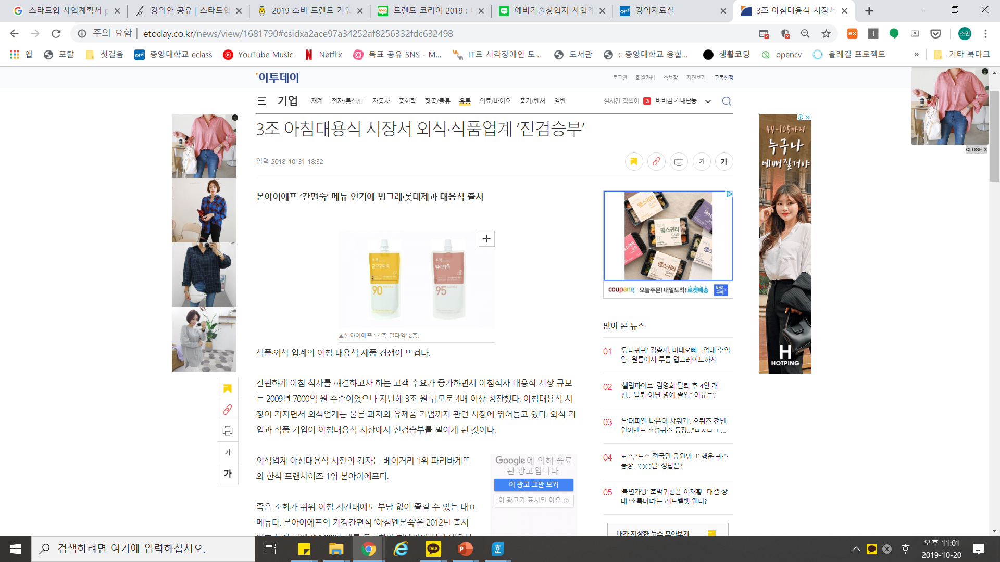 스타트업 사업계획서 p
강의안 공유 | 스타트업
2019 소비 트렌드 키워
트렌드 코리아 2019 :
예비기술창업자 사업계
강의자료실
3조 아침대용식 시장서
주의 요함 | etoday.co.kr/news/view/1681790#csidxa2ace97a34252af8256332fdc632498
소민
앱
포탈
첫걸음
중앙대학교 eclass
YouTube Music
Netflix
목표 공유 SNS - M...
IT로 시각장애인 도...
도서관
:: 중앙대학교 융합...
생활코딩
opencv
올레길 프로젝트
»
기타 북마크
이투데이
로그인 회원가입 속보창 지면보기 구독신청
기업 재계 전자/통신/IT 자동차 중화학 항공/물류 유통 의료/바이오 중기/벤처 일반
실시간 검색어 3 바비킴 기내난동
3조 아침대용식 시장서 외식·식품업계 ‘진검승부’
입력 2018-10-31 18:32
가 가
본아이에프 ‘간편죽’ 메뉴 인기에 빙그레·롯데제과 대용식 출시
군고구마죽
90
밤라떼죽
95
▲본아이에프 ‘본죽 밀타임’ 2종.
식품·외식 업계의 아침 대용식 제품 경쟁이 뜨겁다.
간편하게 아침 식사를 해결하고자 하는 고객 수요가 증가하면서 아침식사 대용식 시장 규모
는 2009년 7000억 원 수준이었으나 지난해 3조 원 규모로 4배 이상 성장했다. 아침대용식 시
장이 커지면서 외식업계는 물론 과자와 유제품 기업까지 관련 시장에 뛰어들고 있다. 외식 기
업과 식품 기업이 아침대용식 시장에서 진검승부를 벌이게 된 것이다.
외식업계 아침대용식 시장의 강자는 베이커리 1위 파리바게뜨
와 한식 프랜차이즈 1위 본아이에프다.
죽은 소화가 쉬워 아침 시간대에도 부담 없이 즐길 수 있는 대표
메뉴다. 본아이에프의 가정간편식 ‘아침엔본죽’은 2012년 출시
Google에 의해 종료
된 광고입니다.
이 광고 그만 보기
이 광고가 표시된 이유
가
가
땡스귀리
도시락
01
땡스귀리
도시락
04
coupang 오늘주문! 내일도착! 로켓배송 바로
구매
많이 본 뉴스
01 ‘당나귀귀’ 김충재, 미대오빠→억대 수익
왕...원룸에서 투룸 업그레이드까지
02 ‘셀럽파이브’ 김영희 탈퇴 후 4인 개
편...“탈퇴 아닌 명예 졸업” 이유는?
03 '닥터피엘 나은이 샤워기', 오퀴즈 천만
원이벤트 초성퀴즈 등장..."ㅂㅅㅁㄱ ...
04 토스, ‘토스 전국민 응원위크’ 행운 퀴즈
등장...‘○○일’ 정답은?
05 ‘복면가왕’ 호박귀신은 이재황...대결 상
대 ‘초록마녀’는 레드벨벳 웬디?
내가 저장한 뉴스 모아보기
44-105까지
누구나
예뻐질거야
H
HOTPING
CLOSE X
검색하려면 여기에 입력하십시오.
TALK
오후 11:01
2019-10-20